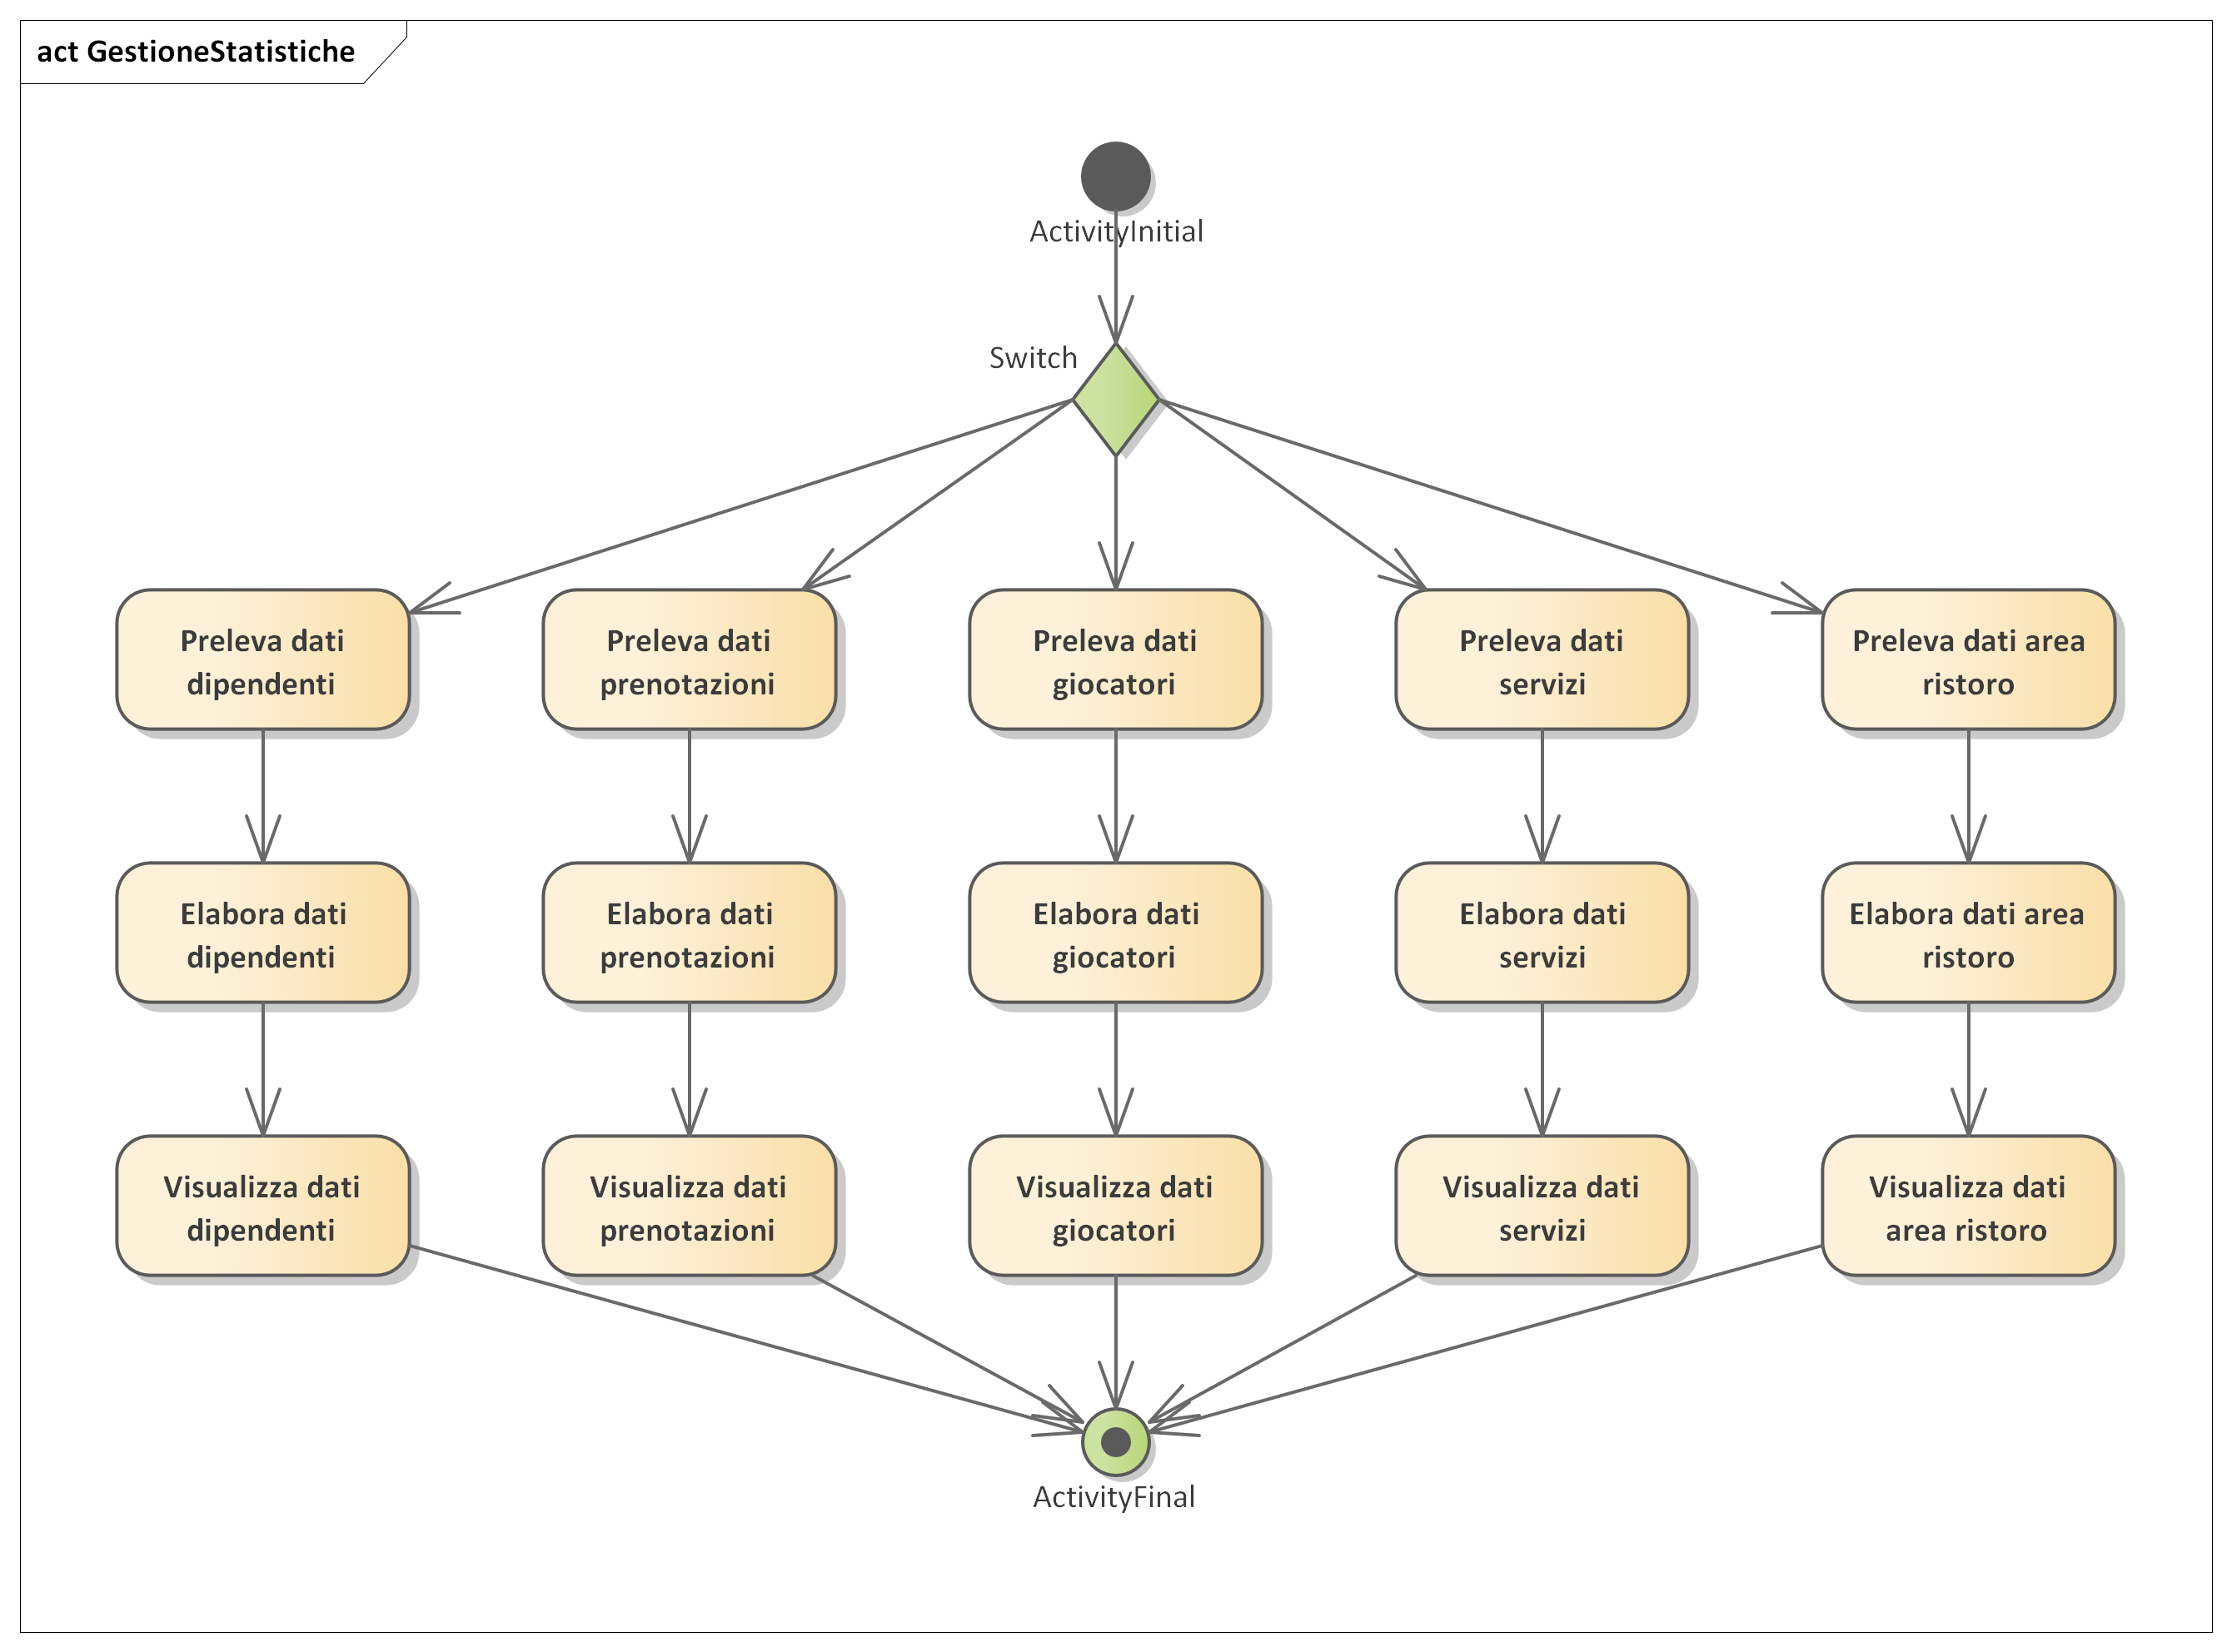 act GestioneStatistiche
ActivityInitial
Switch
Preleva dati
dipendenti
Preleva dati
prenotazioni
Preleva dati
giocatori
Preleva dati
servizi
Preleva dati area
ristoro
Elabora dati
dipendenti
Elabora dati
prenotazioni
Elabora dati
giocatori
Elabora dati
servizi
Elabora dati area
ristoro
Visualizza dati
dipendenti
Visualizza dati
prenotazioni
Visualizza dati
giocatori
Visualizza dati
servizi
Visualizza dati
area ristoro
ActivityFinal